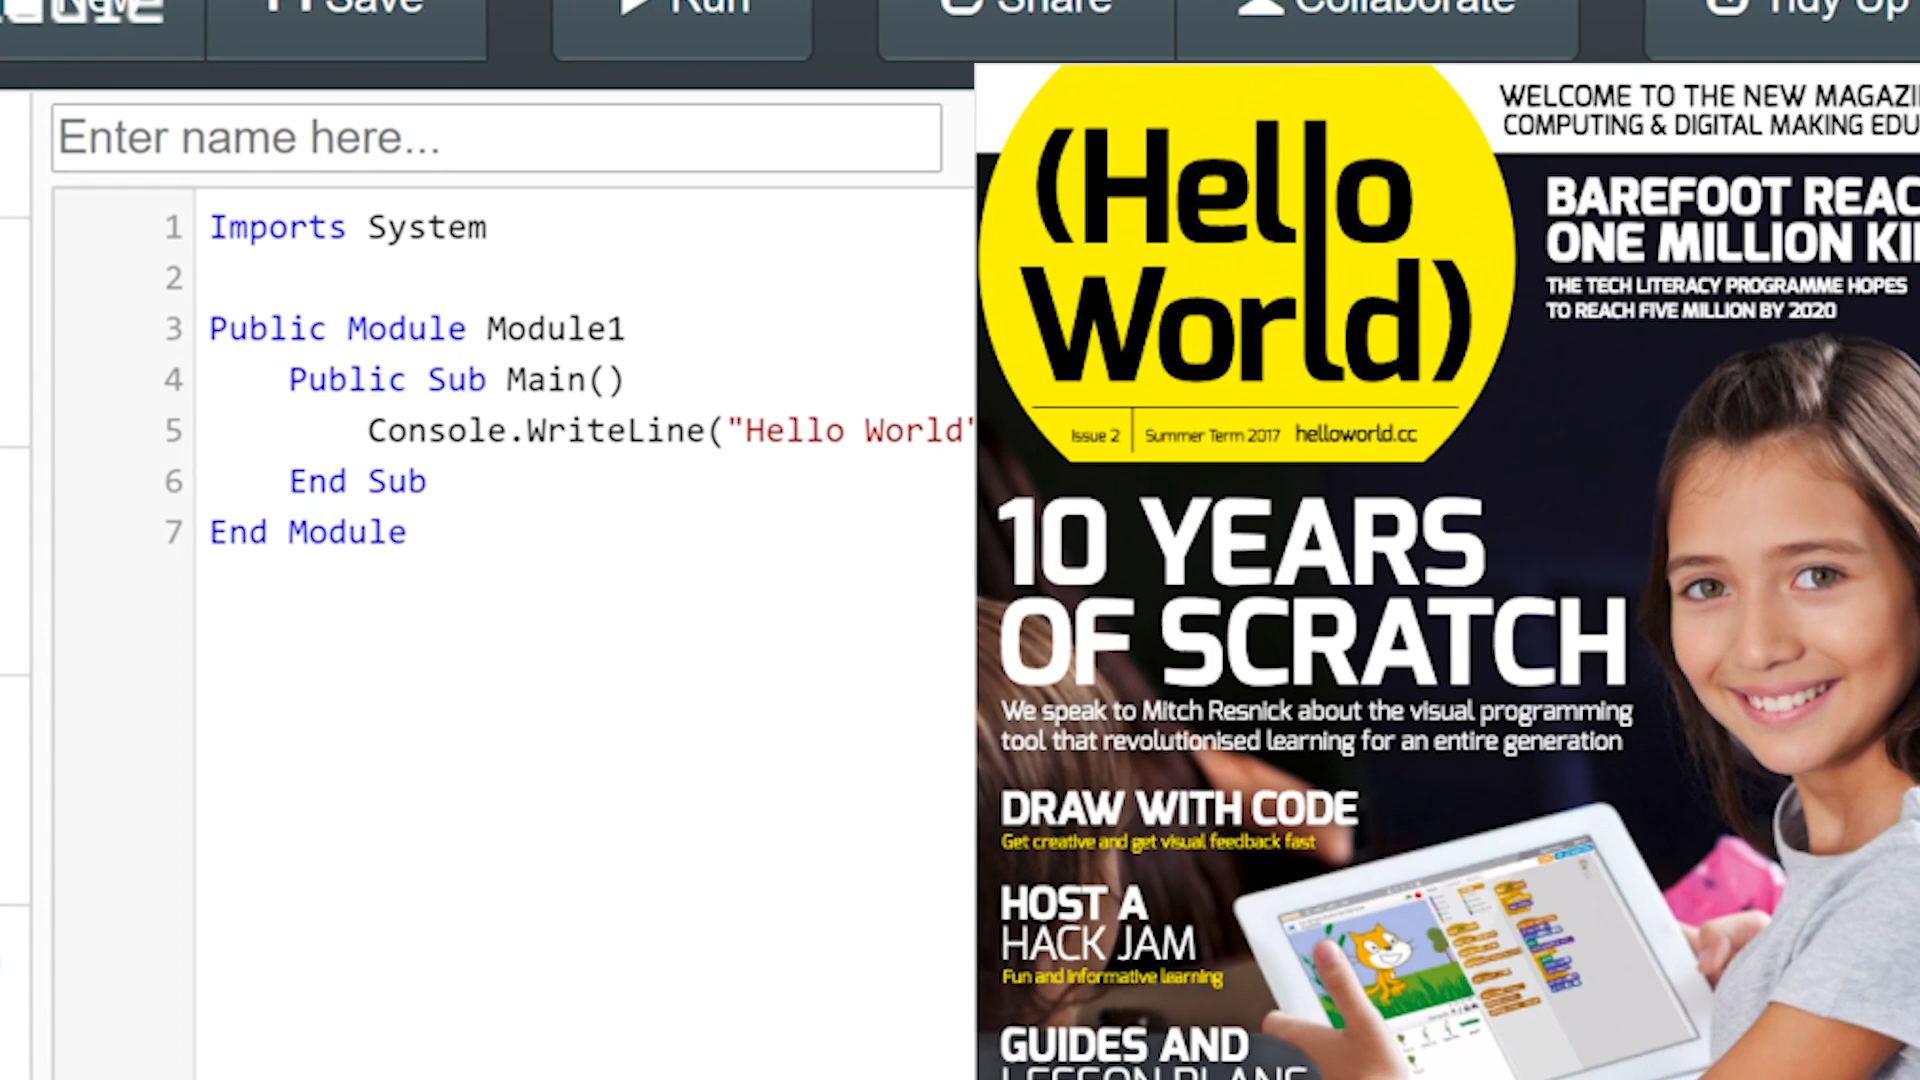 New
Save
Run
Share
Collaborate
Tidy Up
Enter name here...
1 Imports System
2
3 Public Module Module1
4 Public Sub Main()
5 Console.WriteLine("Hello World"
6 End Sub
7 End Module
WELCOME TO THE NEW MAGAZI
COMPUTING & DIGITAL MAKING EDU
(Hello
World)
Issue 2 Summer Term 2017 helloworld.cc
BAREFOOT REAC
ONE MILLION KI
THE TECH LITERACY PROGRAMME HOPES
TO REACH FIVE MILLION BY 2020
10 YEARS
OF SCRATCH
We speak to Mitch Resnick about the visual programming
tool that revolutionised learning for an entire generation
DRAW WITH CODE
Get creative and get visual feedback fast
HOST A
HACK JAM
Fun and informative learning
GUIDES AND
LESSON PLANS